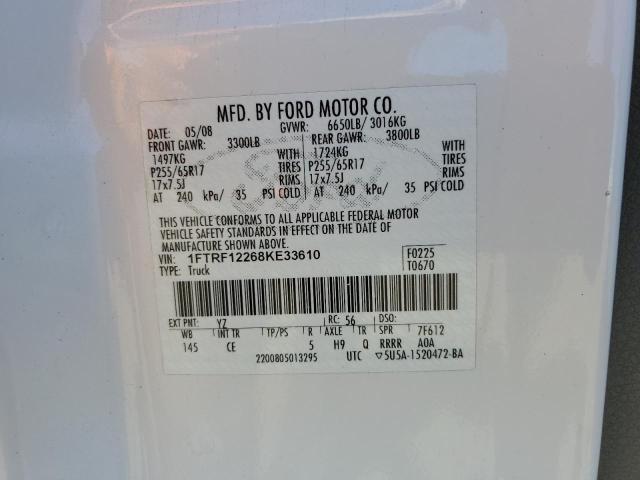 MFD. BY FORD MOTOR CO.
DATE: 05/08 GVWR: 6650LB/ 3016KG
FRONT GAWR: 3300LB REAR GAWR: 3800LB
1497KG WITH 1724KG WITH
P255/65R17 TIRES P255/65R17 TIRES
17x7.5J RIMS 17x7.5J RIMS
AT 240 kPa/ 35 PSI COLD AT 240 kPa/ 35 PSI COLD
THIS VEHICLE CONFORMS TO ALL APPLICABLE FEDERAL MOTOR
VEHICLE SAFETY STANDARDS IN EFFECT ON THE DATE OF
MANUFACTURE SHOWN ABOVE.
VIN: 1FTRF12268KE33610 F0225
TYPE: Truck T0670
EXT PNT: YZ RC: 56 DSO:
WB INT TR TP/PS R AXLE TR SPR 7F612
145 CE 5 H9 Q RRRR AOA
2200805013295 UTC ▽5U5A-1520472-BA